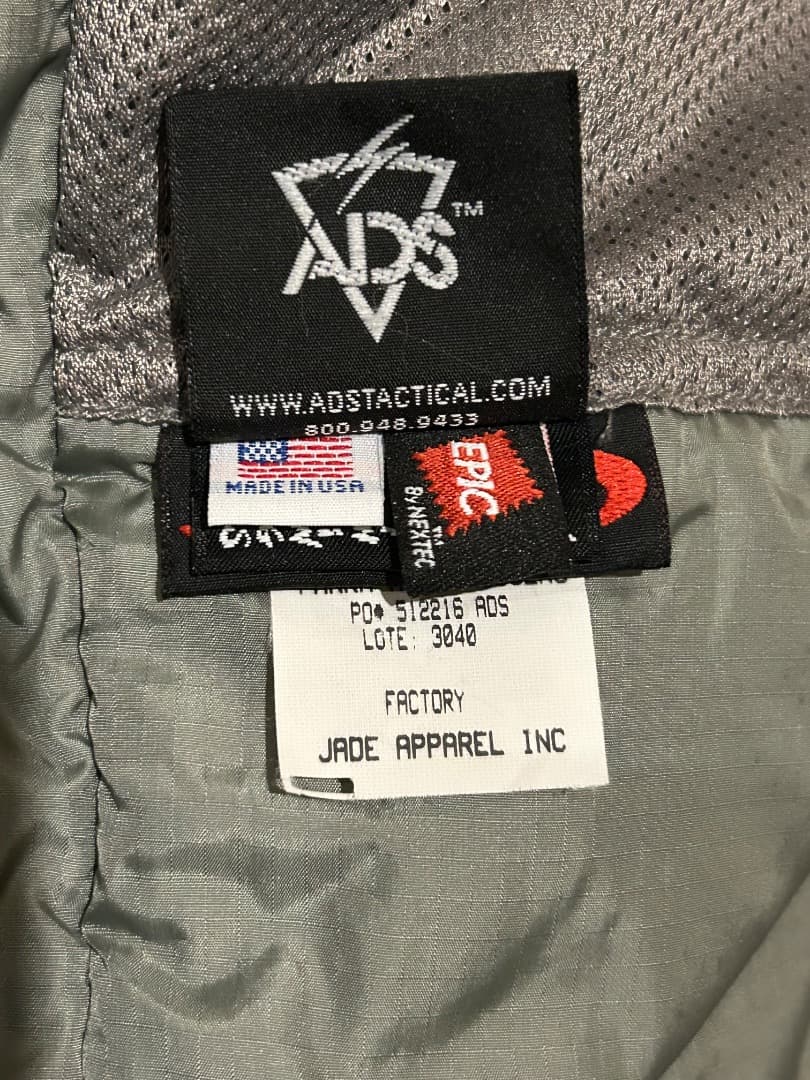 ADS™
WWW.ADSTACTICAL.COM
800.948.9433
MADE IN USA
EPIC™
By NEXTEC
PO# 512216 ADS
LOTE: 3040
FACTORY
JADE APPAREL INC